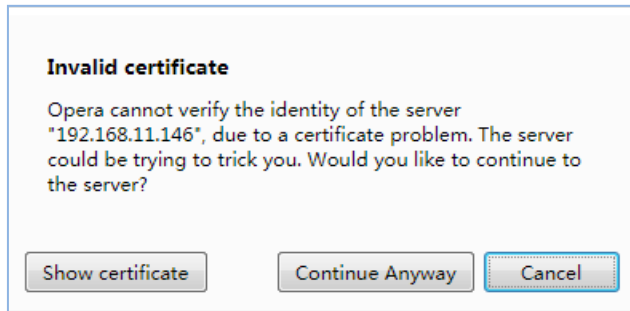 Invalid certificate
Opera cannot verify the identity of the server
"192.168.11.146", due to a certificate problem. The server
could be trying to trick you. Would you like to continue to
the server?
Show certificate
Continue Anyway
Cancel